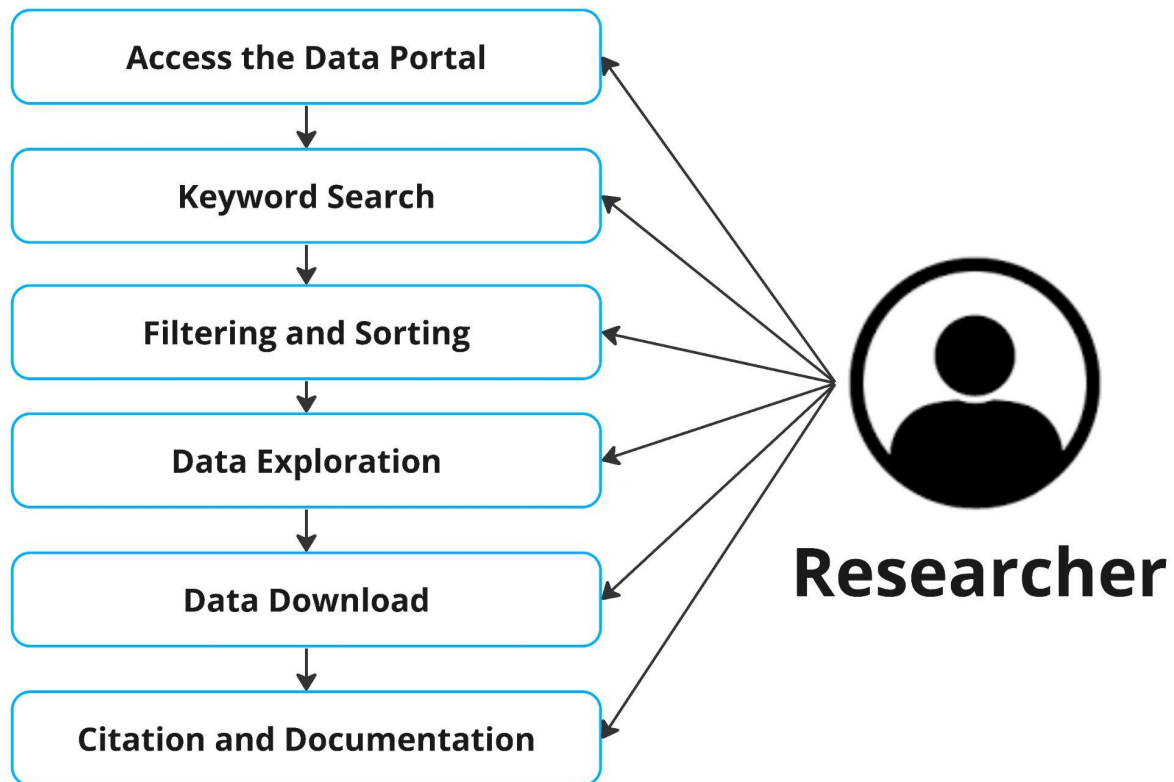 Access the Data Portal
Keyword Search
Filtering and Sorting
Data Exploration
Data Download
Citation and Documentation
Researcher